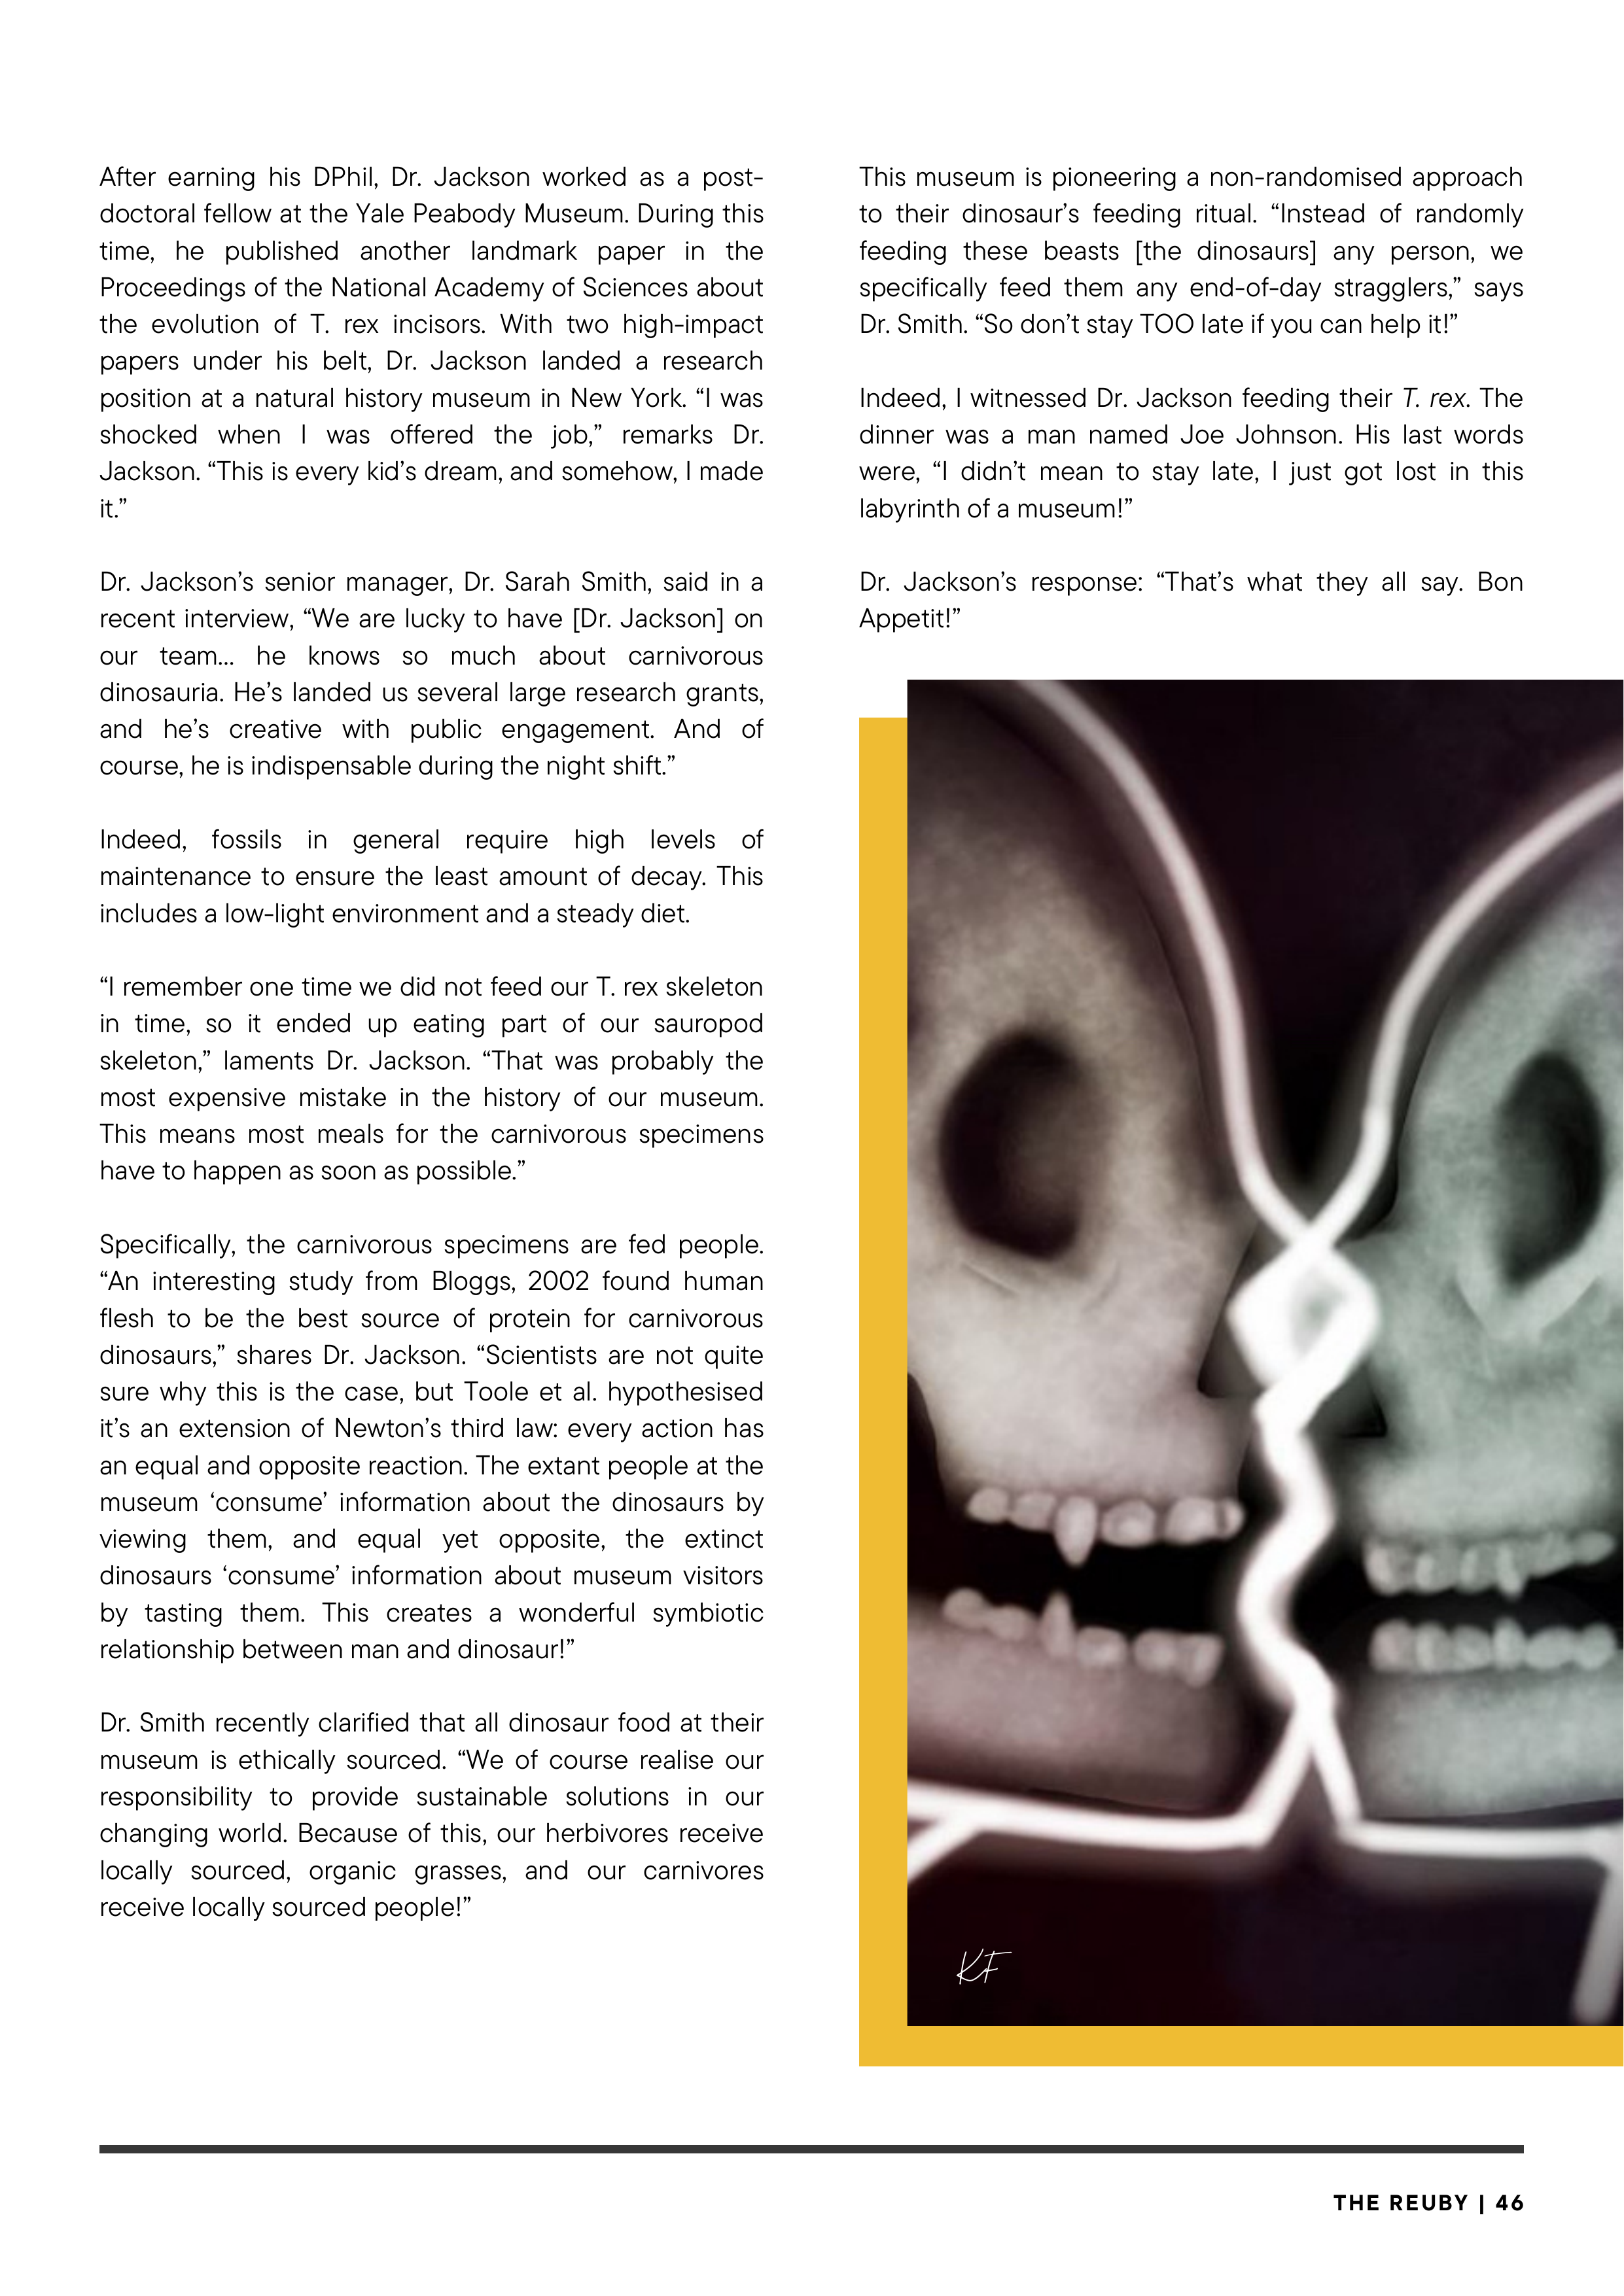 After earning his DPhil, Dr. Jackson worked as a post-
doctoral fellow at the Yale Peabody Museum. During this
time, he published another landmark paper in the
Proceedings of the National Academy of Sciences about
the evolution of T. rex incisors. With two high-impact
papers under his belt, Dr. Jackson landed a research
position at a natural history museum in New York. “I was
shocked when I was offered the job,” remarks Dr.
Jackson. “This is every kid’s dream, and somehow, I made
it.”
Dr. Jackson’s senior manager, Dr. Sarah Smith, said in a
recent interview, “We are lucky to have [Dr. Jackson] on
our team... he knows so much about carnivorous
dinosauria. He’s landed us several large research grants,
and he’s creative with public engagement. And of
course, he is indispensable during the night shift.”
Indeed, fossils in general require high levels of
maintenance to ensure the least amount of decay. This
includes a low-light environment and a steady diet.
“I remember one time we did not feed our T. rex skeleton
in time, so it ended up eating part of our sauropod
skeleton,” laments Dr. Jackson. “That was probably the
most expensive mistake in the history of our museum.
This means most meals for the carnivorous specimens
have to happen as soon as possible.”
Specifically, the carnivorous specimens are fed people.
“An interesting study from Bloggs, 2002 found human
flesh to be the best source of protein for carnivorous
dinosaurs,” shares Dr. Jackson. “Scientists are not quite
sure why this is the case, but Toole et al. hypothesised
it’s an extension of Newton’s third law: every action has
an equal and opposite reaction. The extant people at the
museum ‘consume’ information about the dinosaurs by
viewing them, and equal yet opposite, the extinct
dinosaurs ‘consume’ information about museum visitors
by tasting them. This creates a wonderful symbiotic
relationship between man and dinosaur!”
Dr. Smith recently clarified that all dinosaur food at their
museum is ethically sourced. “We of course realise our
responsibility to provide sustainable solutions in our
changing world. Because of this, our herbivores receive
locally sourced, organic grasses, and our carnivores
receive locally sourced people!”
This museum is pioneering a non-randomised approach
to their dinosaur’s feeding ritual. “Instead of randomly
feeding these beasts [the dinosaurs] any person, we
specifically feed them any end-of-day stragglers,” says
Dr. Smith. “So don’t stay TOO late if you can help it!”
Indeed, I witnessed Dr. Jackson feeding their T. rex. The
dinner was a man named Joe Johnson. His last words
were, “I didn’t mean to stay late, I just got lost in this
labyrinth of a museum!”
Dr. Jackson’s response: “That’s what they all say. Bon
Appetit!”
KF
THE REUBY | 46